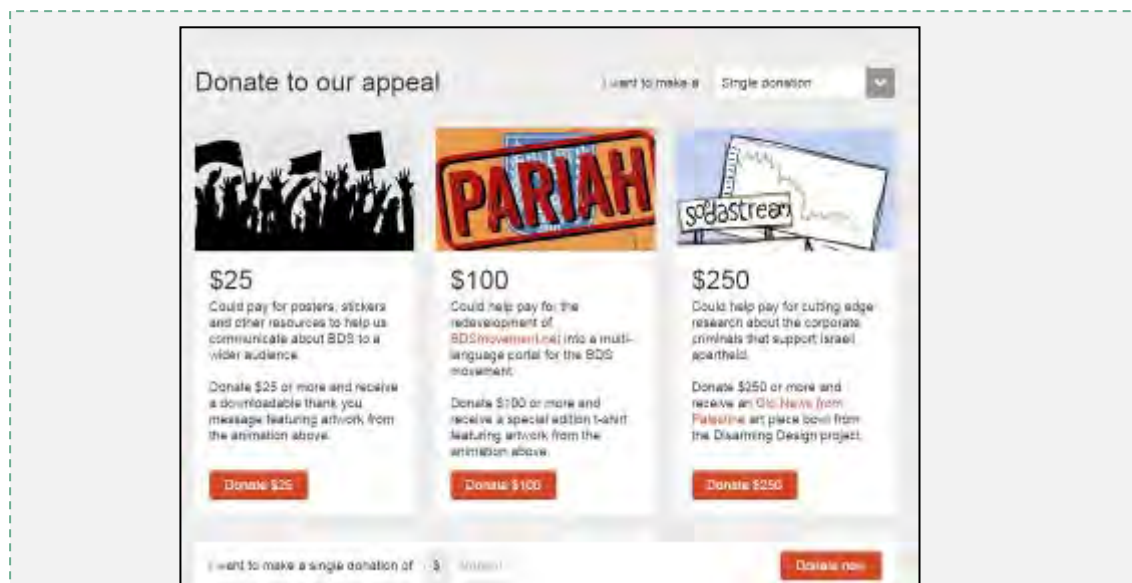 Donate to our appeal
I want to make a Single donation
PARIAH
sodastream
$25
Could pay for posters, stickers
and other resources to help us
communicate about BDS to a
wider audience.
Donate $25 or more and receive
a downloadable thank you
message featuring artwork from
the animation above.
Donate $25
$100
Could help pay for the
redevelopment of
BDSmovement.net into a multi-
language portal for the BDS
movement
Donate $100 or more and
receive a special edition t-shirt
featuring artwork from the
animation above.
Donate $100
$250
Could help pay for cutting edge
research about the corporate
criminals that support Israeli
apartheid.
Donate $250 or more and
receive an Old News from
Palestine art piece bowl from
the Disarming Design project.
Donate $250
I want to make a single donation of $ Amount
Donate now